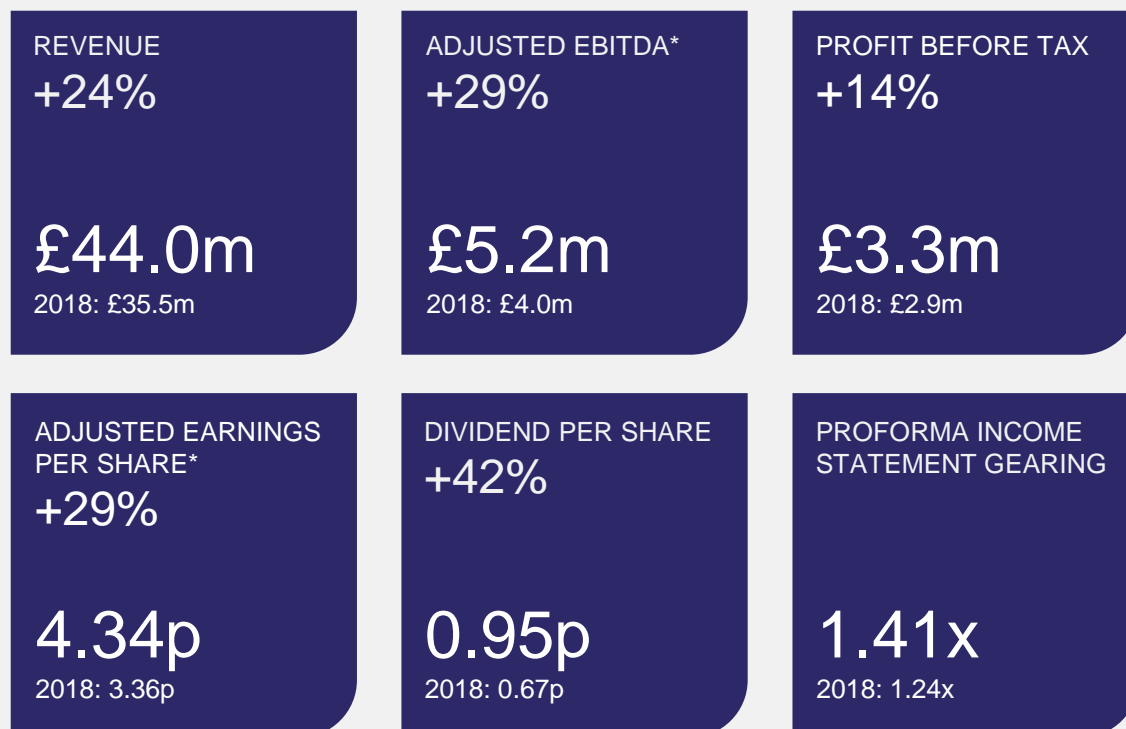 REVENUE
+24%
£44.0m
2018: £35.5m
ADJUSTED EBITDA*
+29%
£5.2m
2018: £4.0m
PROFIT BEFORE TAX
+14%
£3.3m
2018: £2.9m
ADJUSTED EARNINGS
PER SHARE*
+29%
4.34p
2018: 3.36p
DIVIDEND PER SHARE
+42%
0.95p
2018: 0.67p
PROFORMA INCOME
STATEMENT GEARING
1.41x
2018: 1.24x